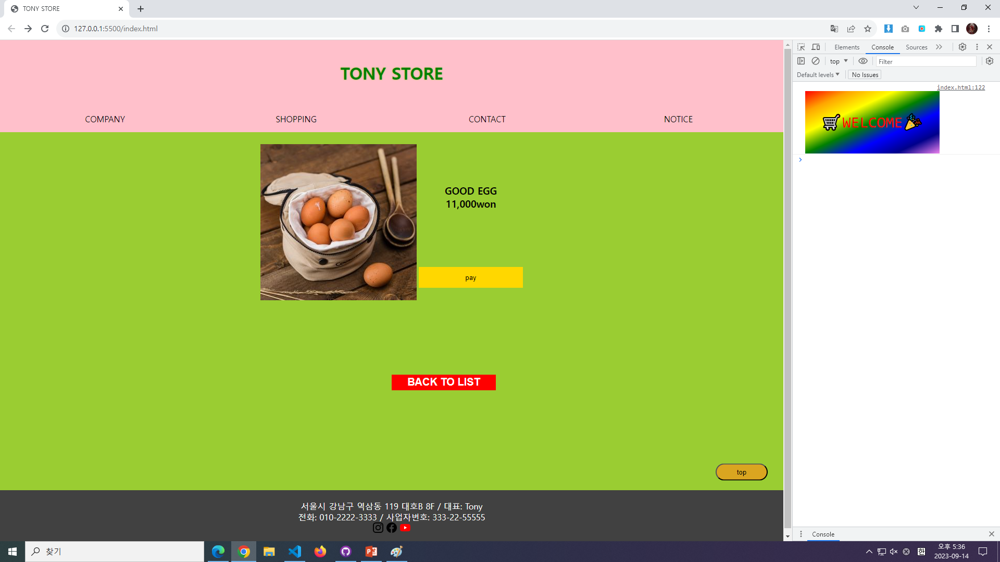 TONY STORE
127.0.0.1:5500/index.html
TONY STORE
COMPANY SHOPPING CONTACT NOTICE
GOOD EGG
11,000won
pay
BACK TO LIST
top
서울시 강남구 역삼동 119 대호B 8F / 대표: Tony
전화: 010-2222-3333 / 사업자번호: 333-22-55555
Elements Console Sources
top Filter
Default levels No Issues
index.html:122
WELCOME
Console
찾기
한
오후 5:36
2023-09-14